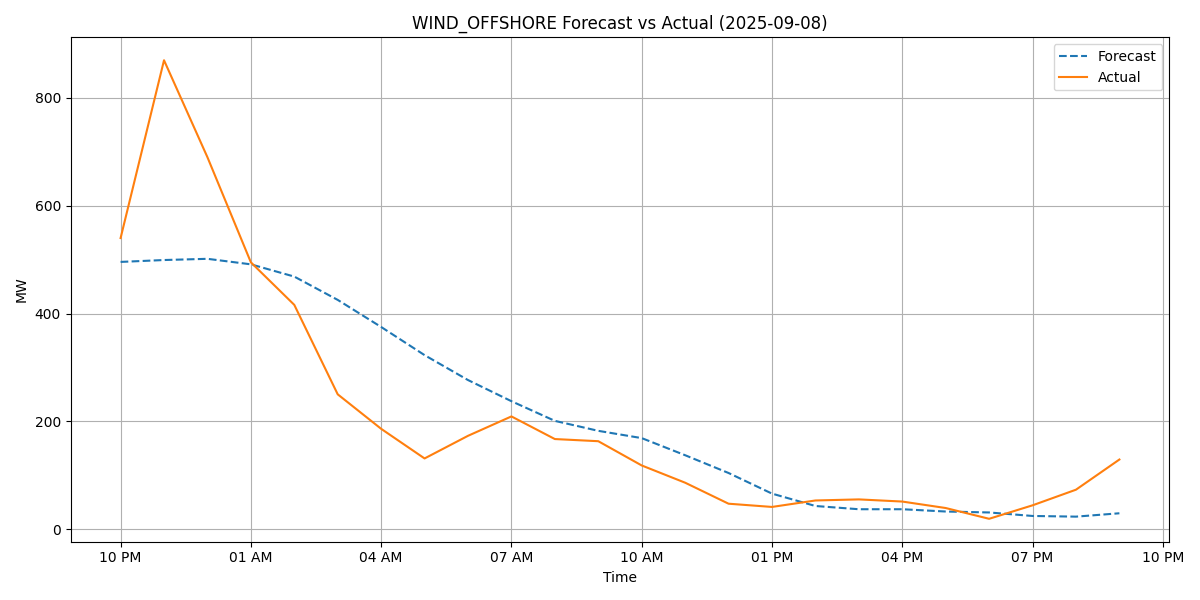 WIND_OFFSHORE Forecast vs Actual (2025-09-08)
Forecast
Actual
MW
800
600
400
200
0
10 PM 01 AM 04 AM 07 AM 10 AM 01 PM 04 PM 07 PM 10 PM
Time